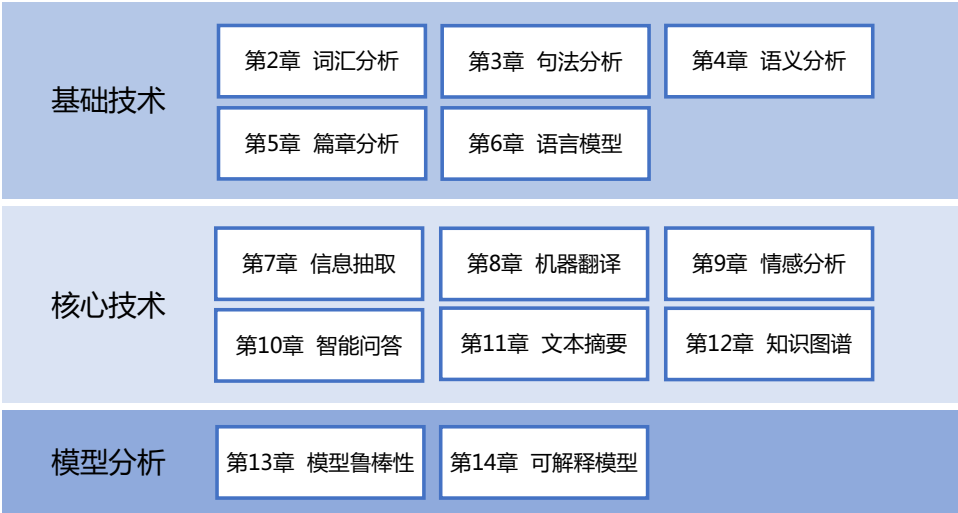 基础技术
第2章 词汇分析
第3章 句法分析
第4章 语义分析
第5章 篇章分析
第6章 语言模型
核心技术
第7章 信息抽取
第8章 机器翻译
第9章 情感分析
第10章 智能问答
第11章 文本摘要
第12章 知识图谱
模型分析
第13章 模型鲁棒性
第14章 可解释模型